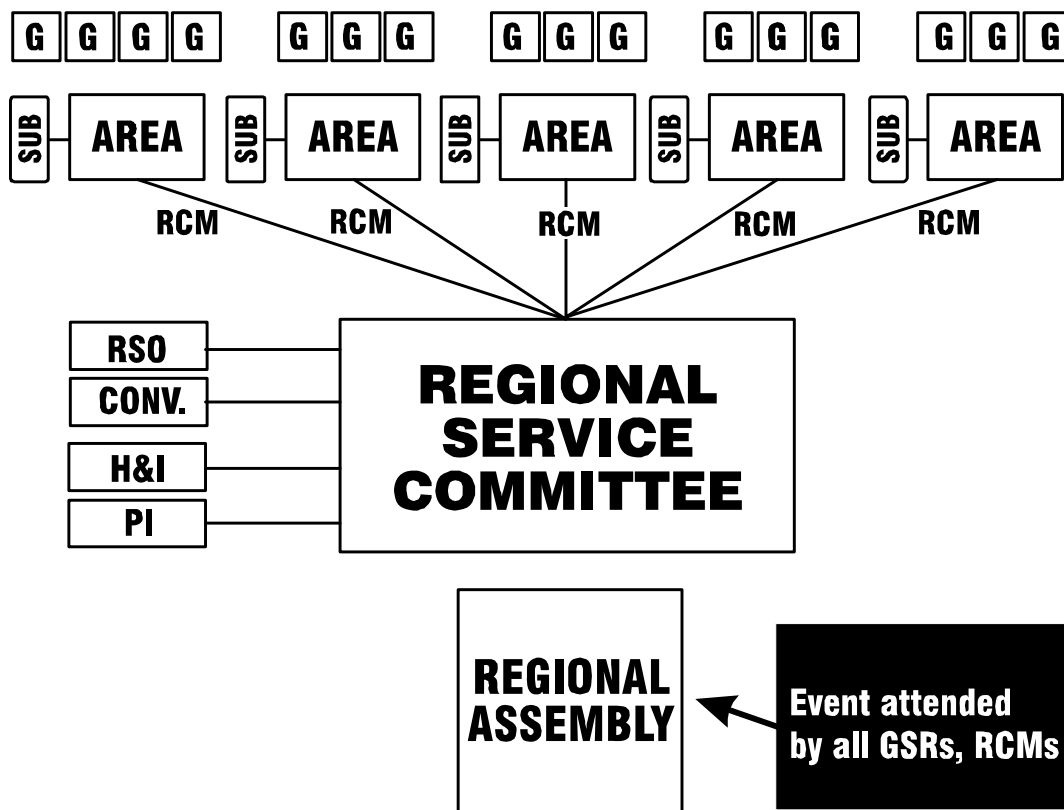 G G G G G G G G G G G G G G G G
SUB AREA SUB AREA SUB AREA SUB AREA SUB AREA
RCM RCM RCM RCM RCM
RSO
CONV.
H&I
PI
REGIONAL
SERVICE
COMMITTEE
REGIONAL
ASSEMBLY
Event attended
by all GSRs, RCMs